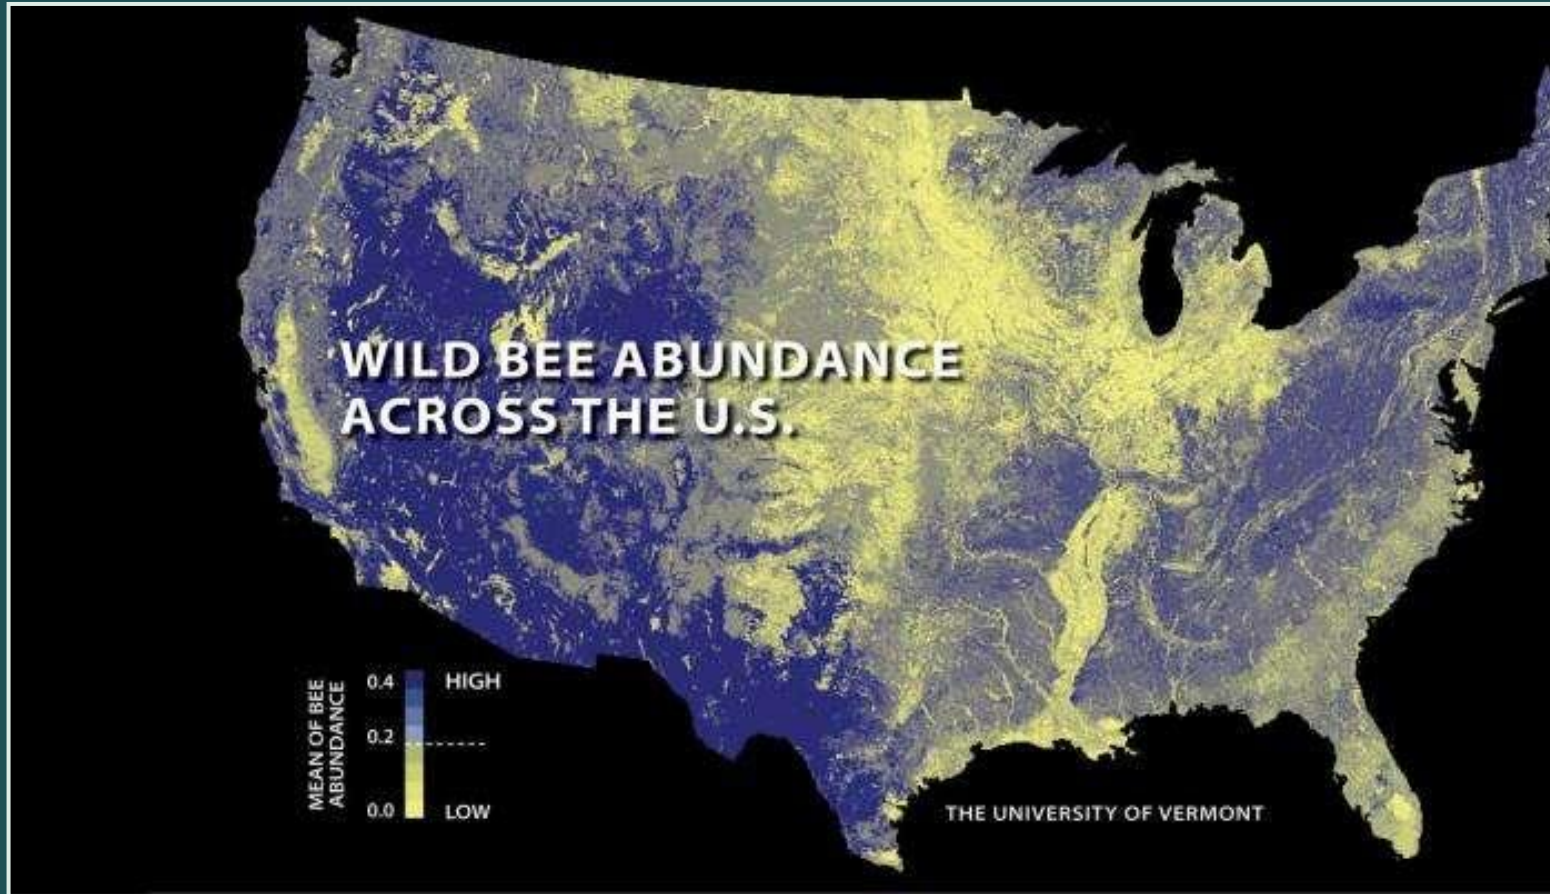 WILD BEE ABUNDANCE
ACROSS THE U.S.
MEAN OF BEE
ABUNDANCE
0.4 HIGH
0.2
0.0 LOW
THE UNIVERSITY OF VERMONT